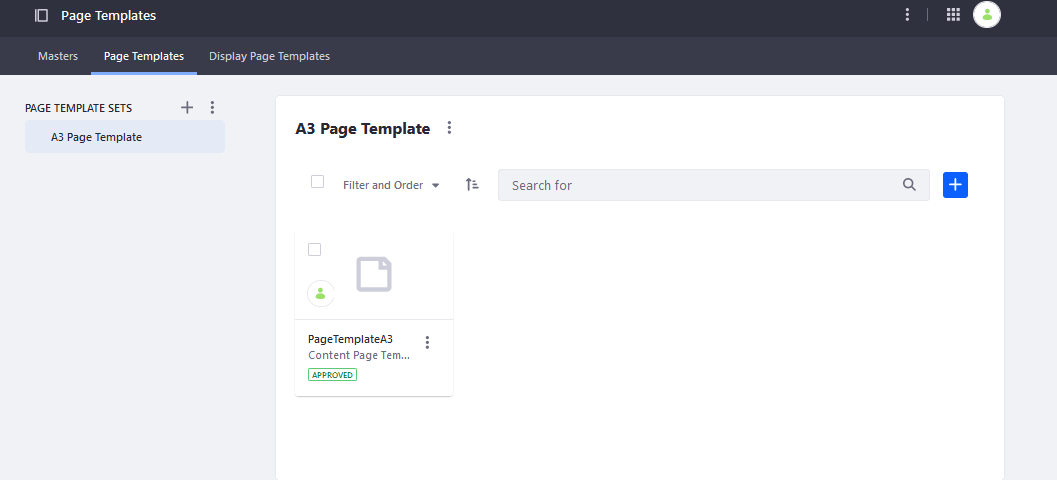 Page Templates
Masters
Page Templates
Display Page Templates
PAGE TEMPLATE SETS
A3 Page Template
A3 Page Template
Filter and Order
Search for
PageTemplateA3
Content Page Tem...
APPROVED